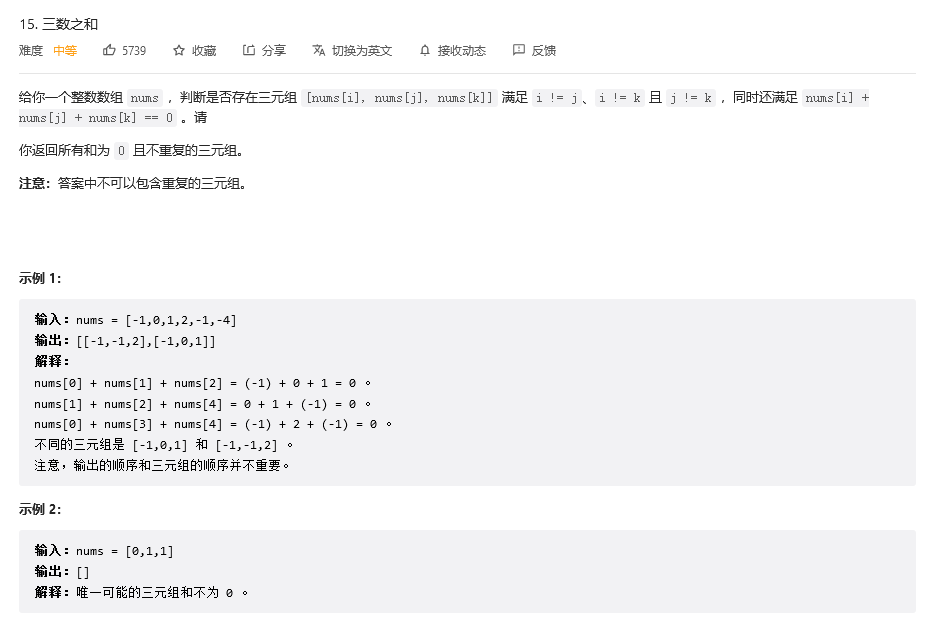 15. 三数之和
难度 中等 5739 收藏 分享 切换为英文 接收动态 反馈
给你一个整数数组 nums ，判断是否存在三元组 [nums[i], nums[j], nums[k]] 满足 i != j、i != k 且 j != k ，同时还满足 nums[i] +
nums[j] + nums[k] == 0 。请
你返回所有和为 0 且不重复的三元组。
注意：答案中不可以包含重复的三元组。
示例 1：
输入：nums = [-1,0,1,2,-1,-4]
输出：[[-1,-1,2],[-1,0,1]]
解释：
nums[0] + nums[1] + nums[2] = (-1) + 0 + 1 = 0 。
nums[1] + nums[2] + nums[4] = 0 + 1 + (-1) = 0 。
nums[0] + nums[3] + nums[4] = (-1) + 2 + (-1) = 0 。
不同的三元组是 [-1,0,1] 和 [-1,-1,2] 。
注意，输出的顺序和三元组的顺序并不重要。
示例 2：
输入：nums = [0,1,1]
输出：[]
解释：唯一可能的三元组和不为 0 。